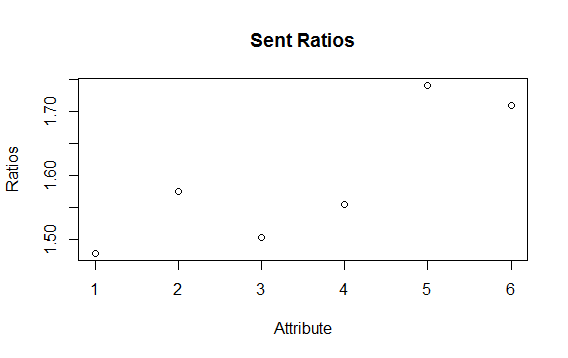 Sent Ratios
Ratios
1.70
1.60
1.50
1 2 3 4 5 6
Attribute